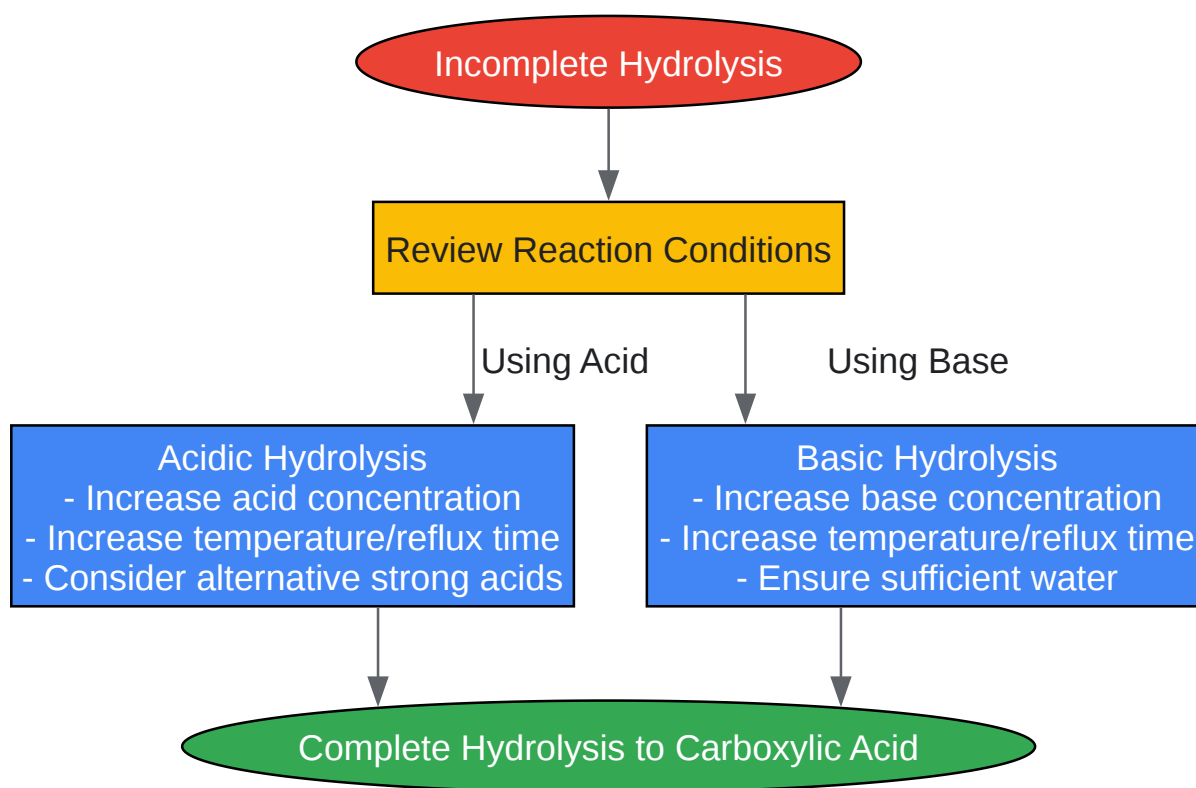 Incomplete Hydrolysis
Review Reaction Conditions
Using Acid
Using Base
Acidic Hydrolysis
- Increase acid concentration
- Increase temperature/reflux time
- Consider alternative strong acids
Basic Hydrolysis
- Increase base concentration
- Increase temperature/reflux time
- Ensure sufficient water
Complete Hydrolysis to Carboxylic Acid